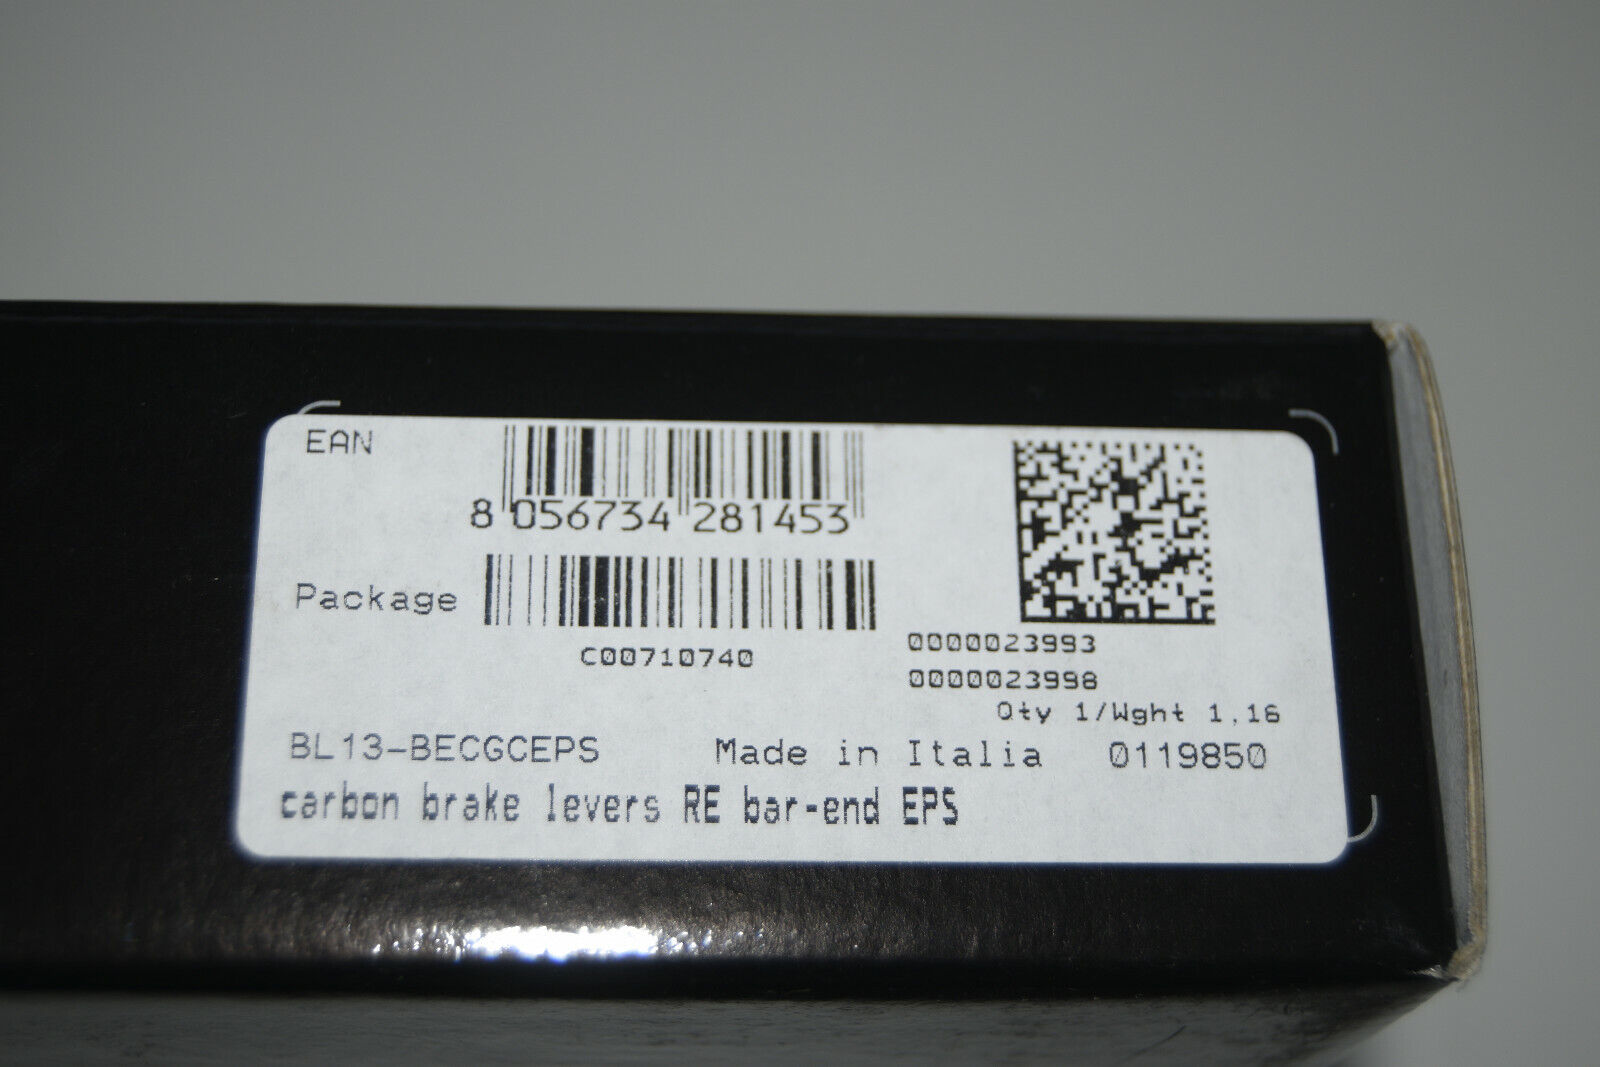 EAN
8 056734 281453
Package
C00710740
0000023993
0000023998
Qty 1/Wght 1,16
BL13-BECGCEPS Made in Italia 0119850
carbon brake levers RE bar-end EPS